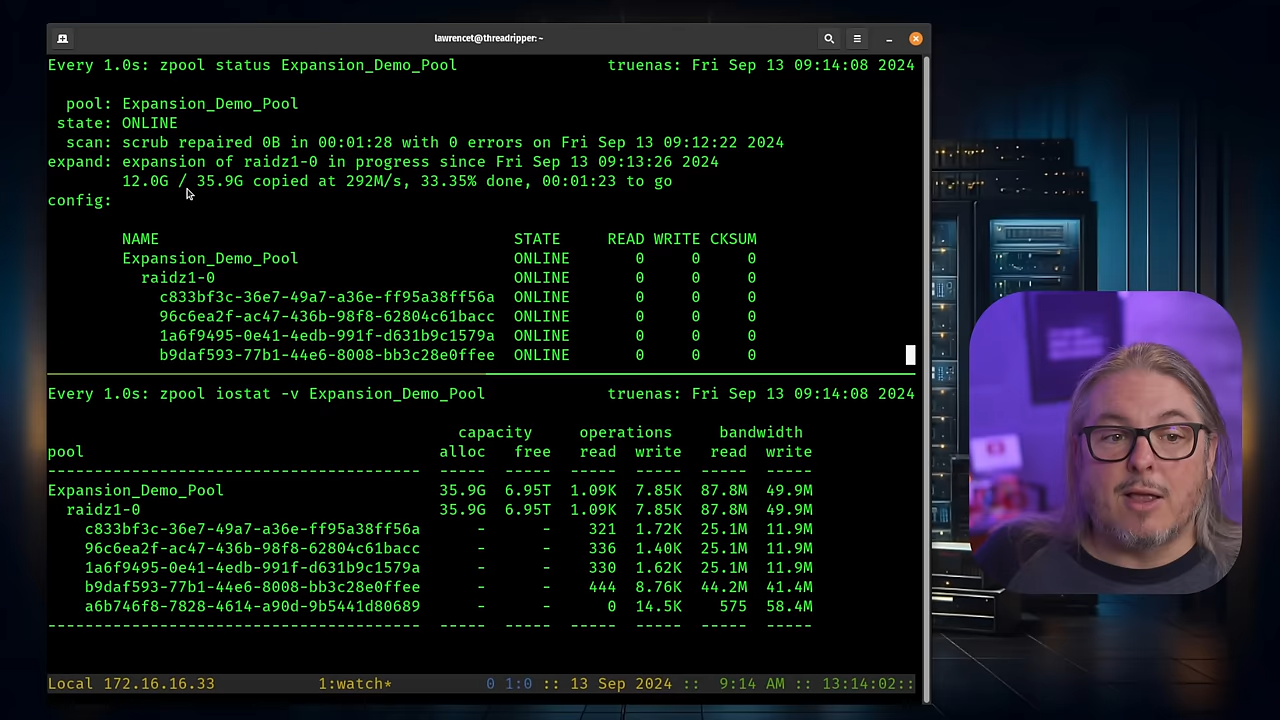 lawrencet@threadripper: ~
Every 1.0s: zpool status Expansion_Demo_Pool truenas: Fri Sep 13 09:14:08 2024
pool: Expansion_Demo_Pool
state: ONLINE
scan: scrub repaired 0B in 00:01:28 with 0 errors on Fri Sep 13 09:12:22 2024
expand: expansion of raidz1-0 in progress since Fri Sep 13 09:13:26 2024
12.0G / 35.9G copied at 292M/s, 33.35% done, 00:01:23 to go
config:
NAME STATE READ WRITE CKSUM
Expansion_Demo_Pool ONLINE 0 0 0
raidz1-0 ONLINE 0 0 0
c833bf3c-36e7-49a7-a36e-ff95a38ff56a ONLINE 0 0 0
96c6ea2f-ac47-436b-98f8-62804c61bacc ONLINE 0 0 0
1a6f9495-0e41-4edb-991f-d631b9c1579a ONLINE 0 0 0
b9daf593-77b1-44e6-8008-bb3c28e0ffee ONLINE 0 0 0
Every 1.0s: zpool iostat -v Expansion_Demo_Pool truenas: Fri Sep 13 09:14:08 2024
capacity operations bandwidth
pool alloc free read write read write
---------------------------------------- ----- ----- ----- ----- ----- -----
Expansion_Demo_Pool 35.9G 6.95T 1.09K 7.85K 87.8M 49.9M
raidz1-0 35.9G 6.95T 1.09K 7.85K 87.8M 49.9M
c833bf3c-36e7-49a7-a36e-ff95a38ff56a - - 321 1.72K 25.1M 11.9M
96c6ea2f-ac47-436b-98f8-62804c61bacc - - 336 1.40K 25.1M 11.9M
1a6f9495-0e41-4edb-991f-d631b9c1579a - - 330 1.62K 25.1M 11.9M
b9daf593-77b1-44e6-8008-bb3c28e0ffee - - 444 8.76K 44.2M 41.4M
a6b746f8-7828-4614-a90d-9b5441d80689 - - 0 14.5K 575 58.4M
---------------------------------------- ----- ----- ----- ----- ----- -----
Local 172.16.16.33 1:watch* 0 1:0 :: 13 Sep 2024 :: 9:14 AM :: 13:14:02::